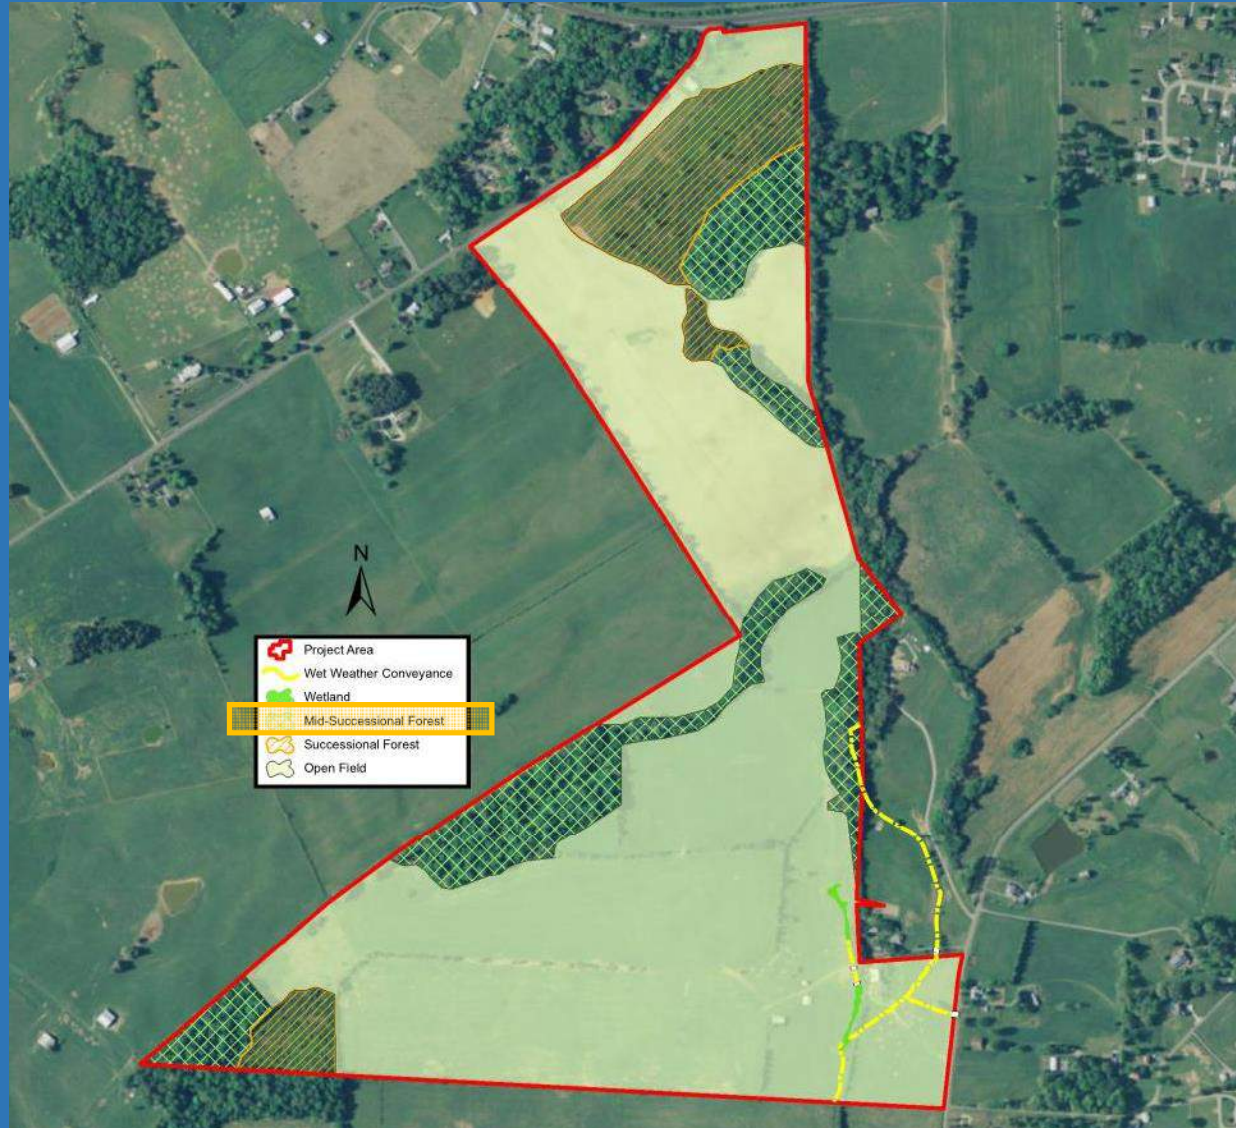 N
Project Area
Wet Weather Conveyance
Wetland
Mid-Successional Forest
Successional Forest
Open Field